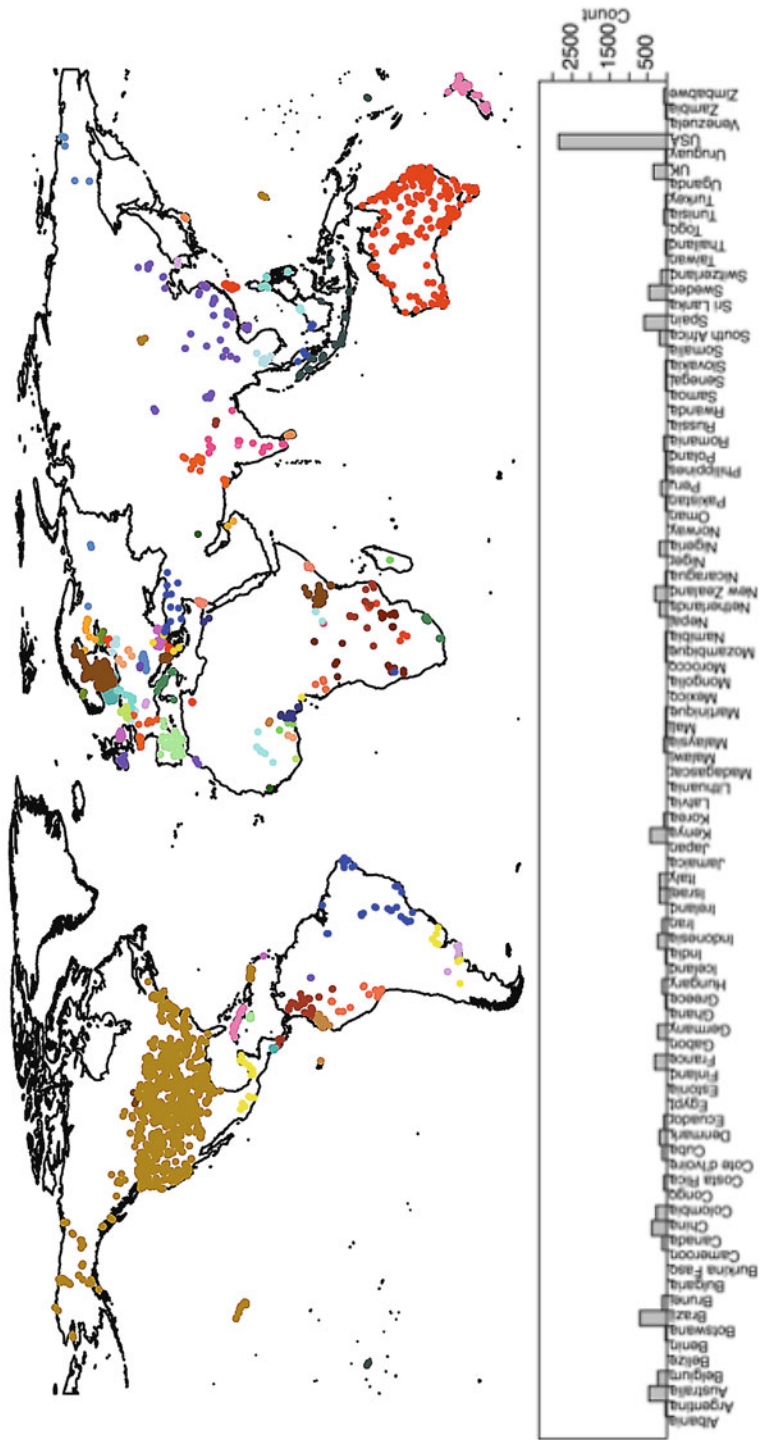 Count
2500
1500
500
Albania
Argentina
Australia
Belgium
Belize
Benin
Botswana
Brazil
Brunei
Bulgaria
Burkina Faso
Cameroon
Canada
China
Colombia
Congo
Costa Rica
Cote d'Ivoire
Cuba
Denmark
Ecuador
Egypt
Estonia
Finland
France
Gabon
Germany
Ghana
Greece
Hungary
Iceland
India
Indonesia
Iran
Ireland
Israel
Italy
Jamaica
Japan
Kenya
Korea
Latvia
Lithuania
Madagascar
Malawi
Malaysia
Mali
Martinique
Mexico
Mongolia
Morocco
Mozambique
Namibia
Nepal
Netherlands
New Zealand
Nicaragua
Niger
Nigeria
Norway
Oman
Pakistan
Peru
Philippines
Poland
Romania
Russia
Rwanda
Samoa
Senegal
Slovakia
Somalia
South Africa
Spain
Sri Lanka
Sweden
Switzerland
Taiwan
Thailand
Togo
Tunisia
Turkey
Uganda
UK
Uruguay
USA
Venezuela
Zambia
Zimbabwe